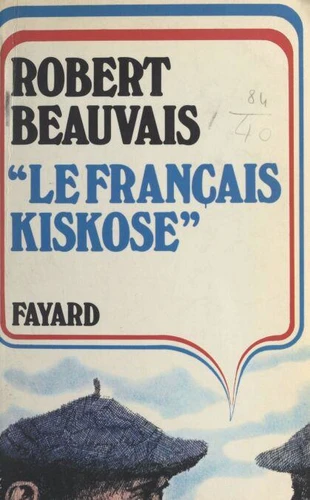 ROBERT
BEAUVAIS
84
40
“LE FRANÇAIS
KISKOSE”
FAYARD